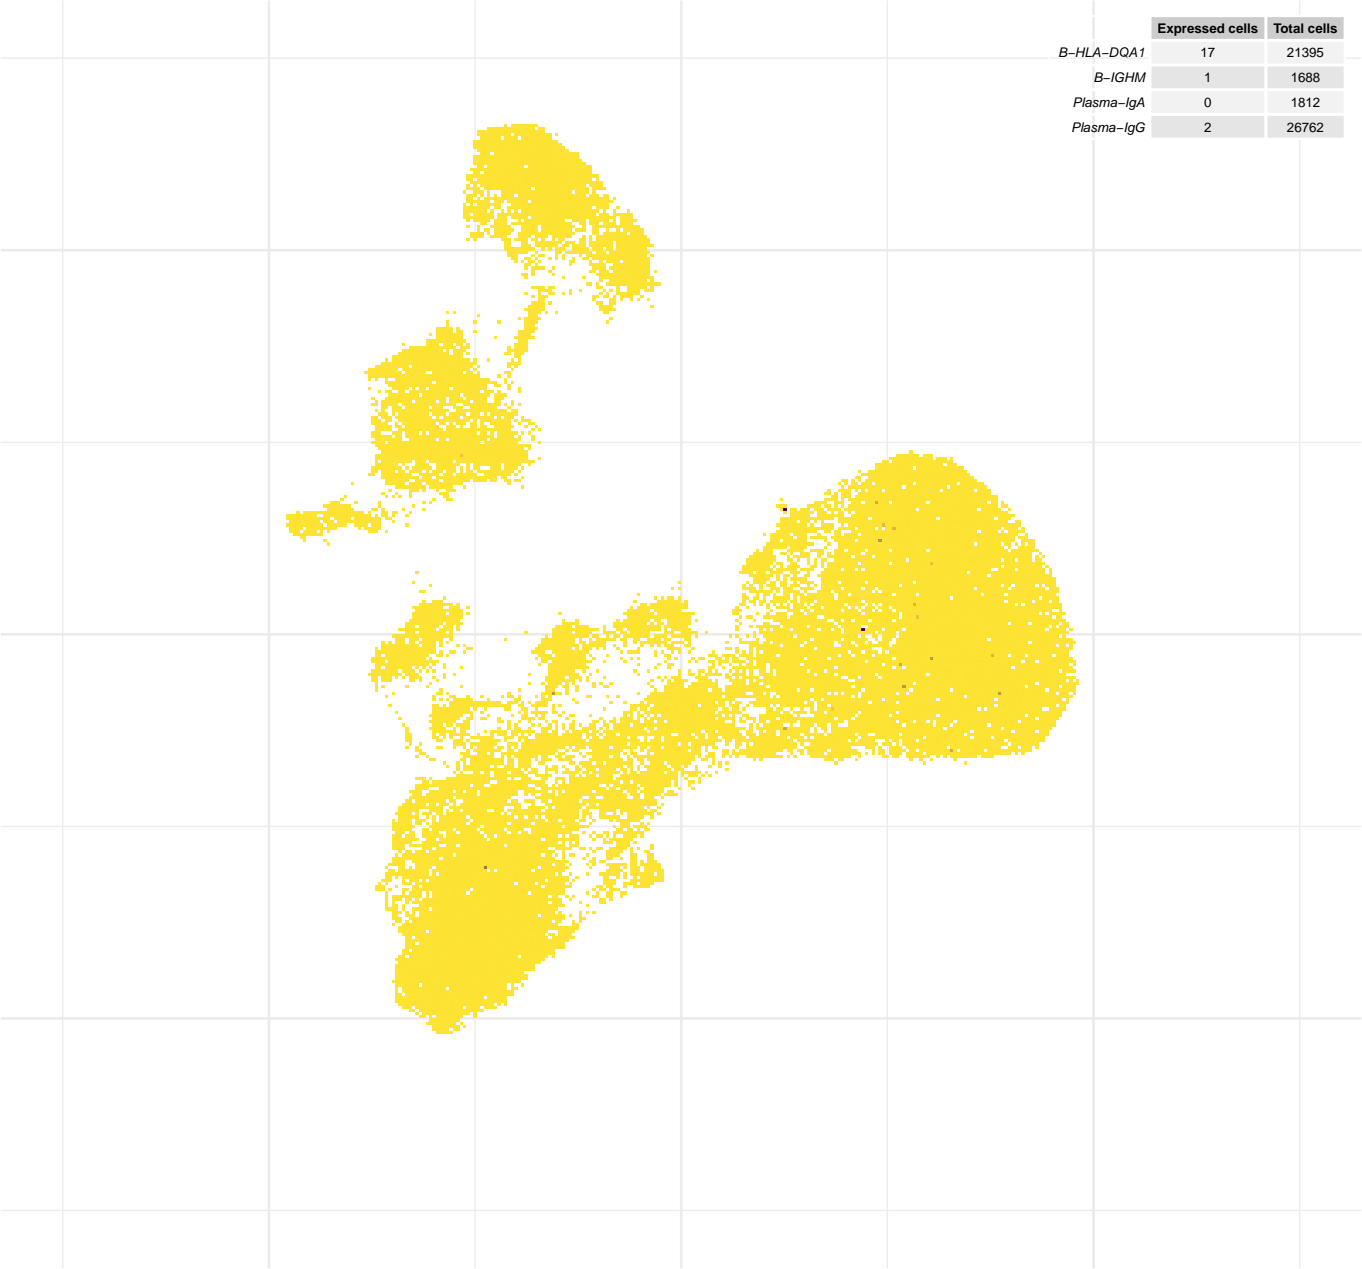 Expressed cells Total cells
B−HLA−DQA1 17 21395
B−IGHM 1 1688
Plasma−IgA 0 1812
Plasma−IgG 2 26762